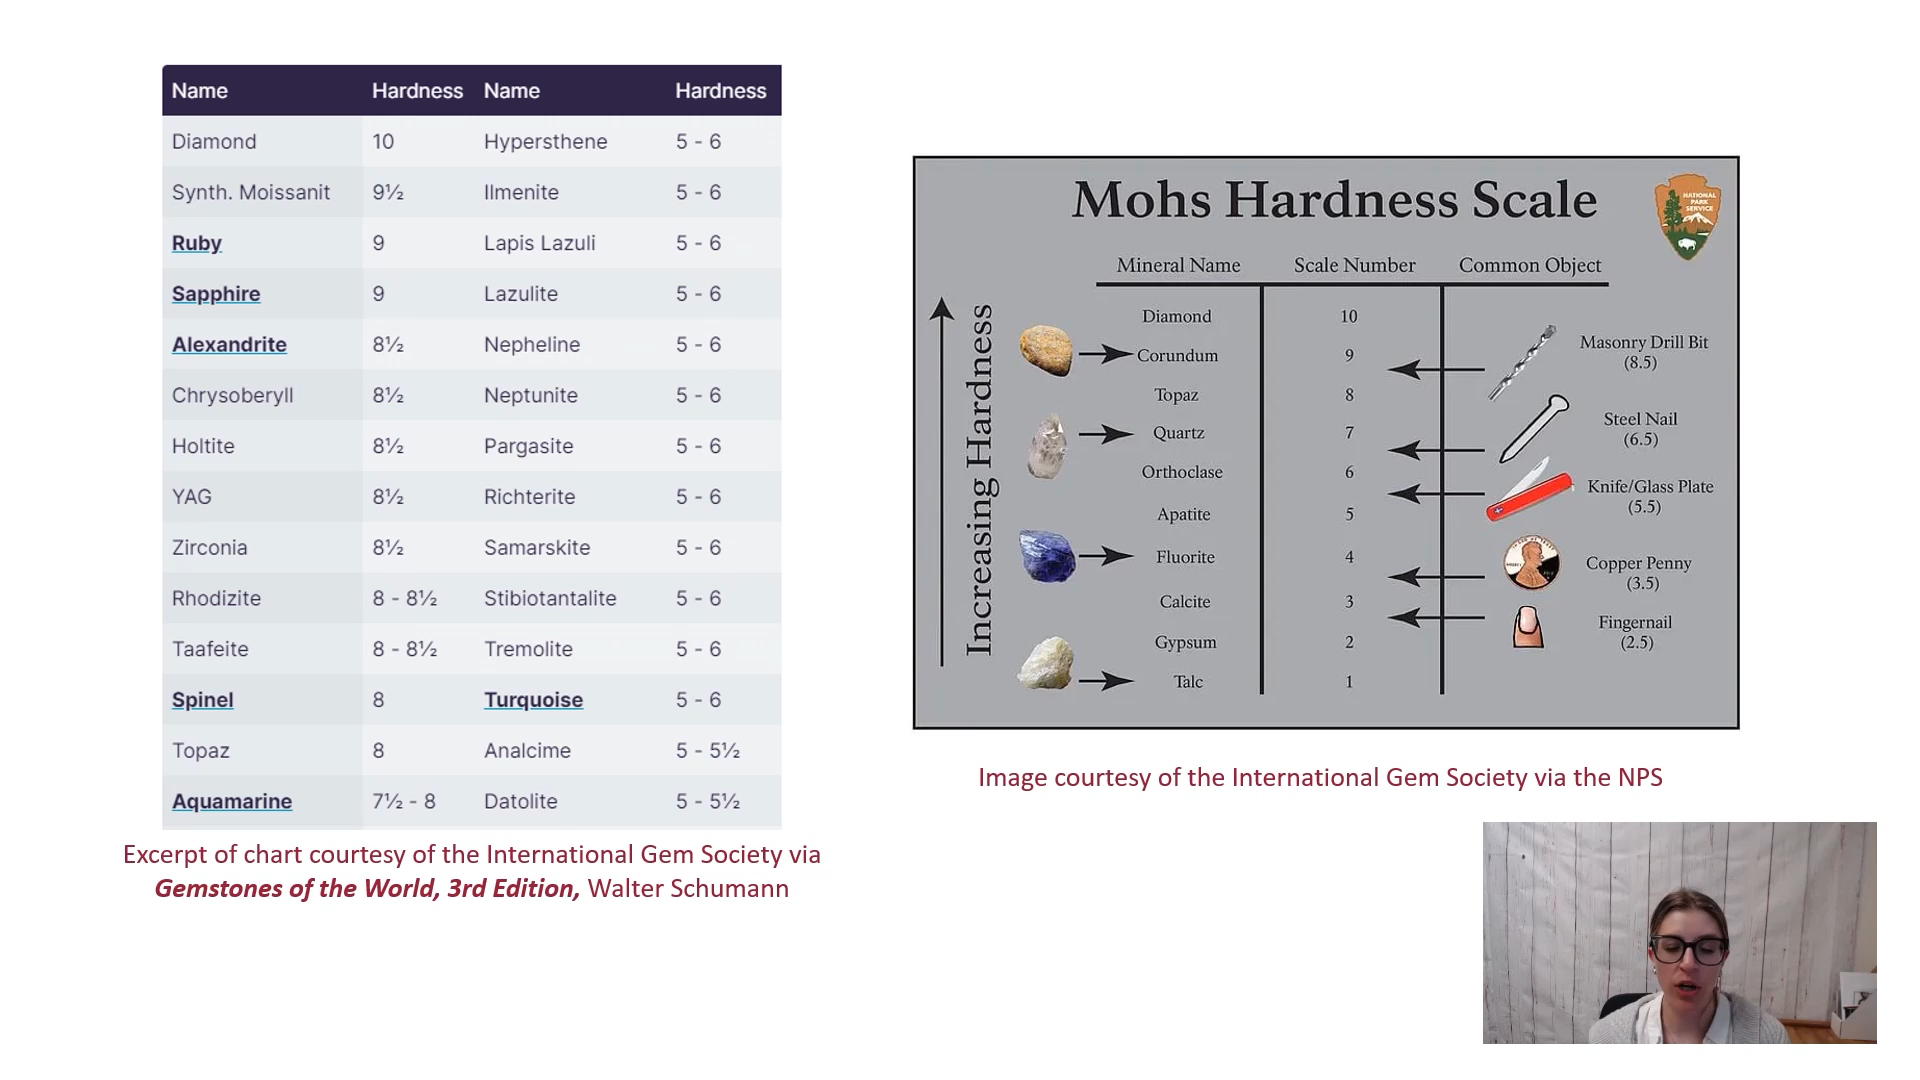 Name Hardness Name Hardness
Diamond 10 Hypersthene 5 - 6
Synth. Moissanit 9½ Ilmenite 5 - 6
Ruby 9 Lapis Lazuli 5 - 6
Sapphire 9 Lazulite 5 - 6
Alexandrite 8½ Nepheline 5 - 6
Chrysoberyll 8½ Neptunite 5 - 6
Holtite 8½ Pargasite 5 - 6
YAG 8½ Richterite 5 - 6
Zirconia 8½ Samarskite 5 - 6
Rhodizite 8 - 8½ Stibiotantalite 5 - 6
Taafeite 8 - 8½ Tremolite 5 - 6
Spinel 8 Turquoise 5 - 6
Topaz 8 Analcime 5 - 5½
Aquamarine 7½ - 8 Datolite 5 - 5½
Excerpt of chart courtesy of the International Gem Society via
Gemstones of the World, 3rd Edition, Walter Schumann
Mohs Hardness Scale
NATIONAL
PARK
SERVICE
Mineral Name Scale Number Common Object
Increasing Hardness
Diamond 10
Masonry Drill Bit
(8.5)
Corundum 9
Topaz 8
Steel Nail
(6.5)
Quartz 7
Orthoclase 6
Knife/Glass Plate
(5.5)
Apatite 5
Fluorite 4
Copper Penny
(3.5)
Calcite 3
Fingernail
(2.5)
Gypsum 2
Talc 1
Image courtesy of the International Gem Society via the NPS